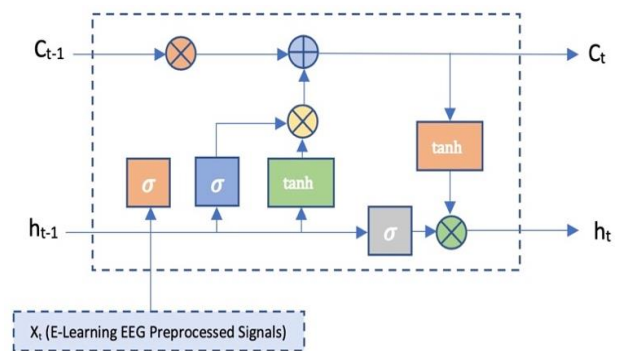 Cₜ₋₁
Cₜ
tanh
σ
σ
tanh
hₜ₋₁
σ
hₜ
Xₜ (E-Learning EEG Preprocessed Signals)